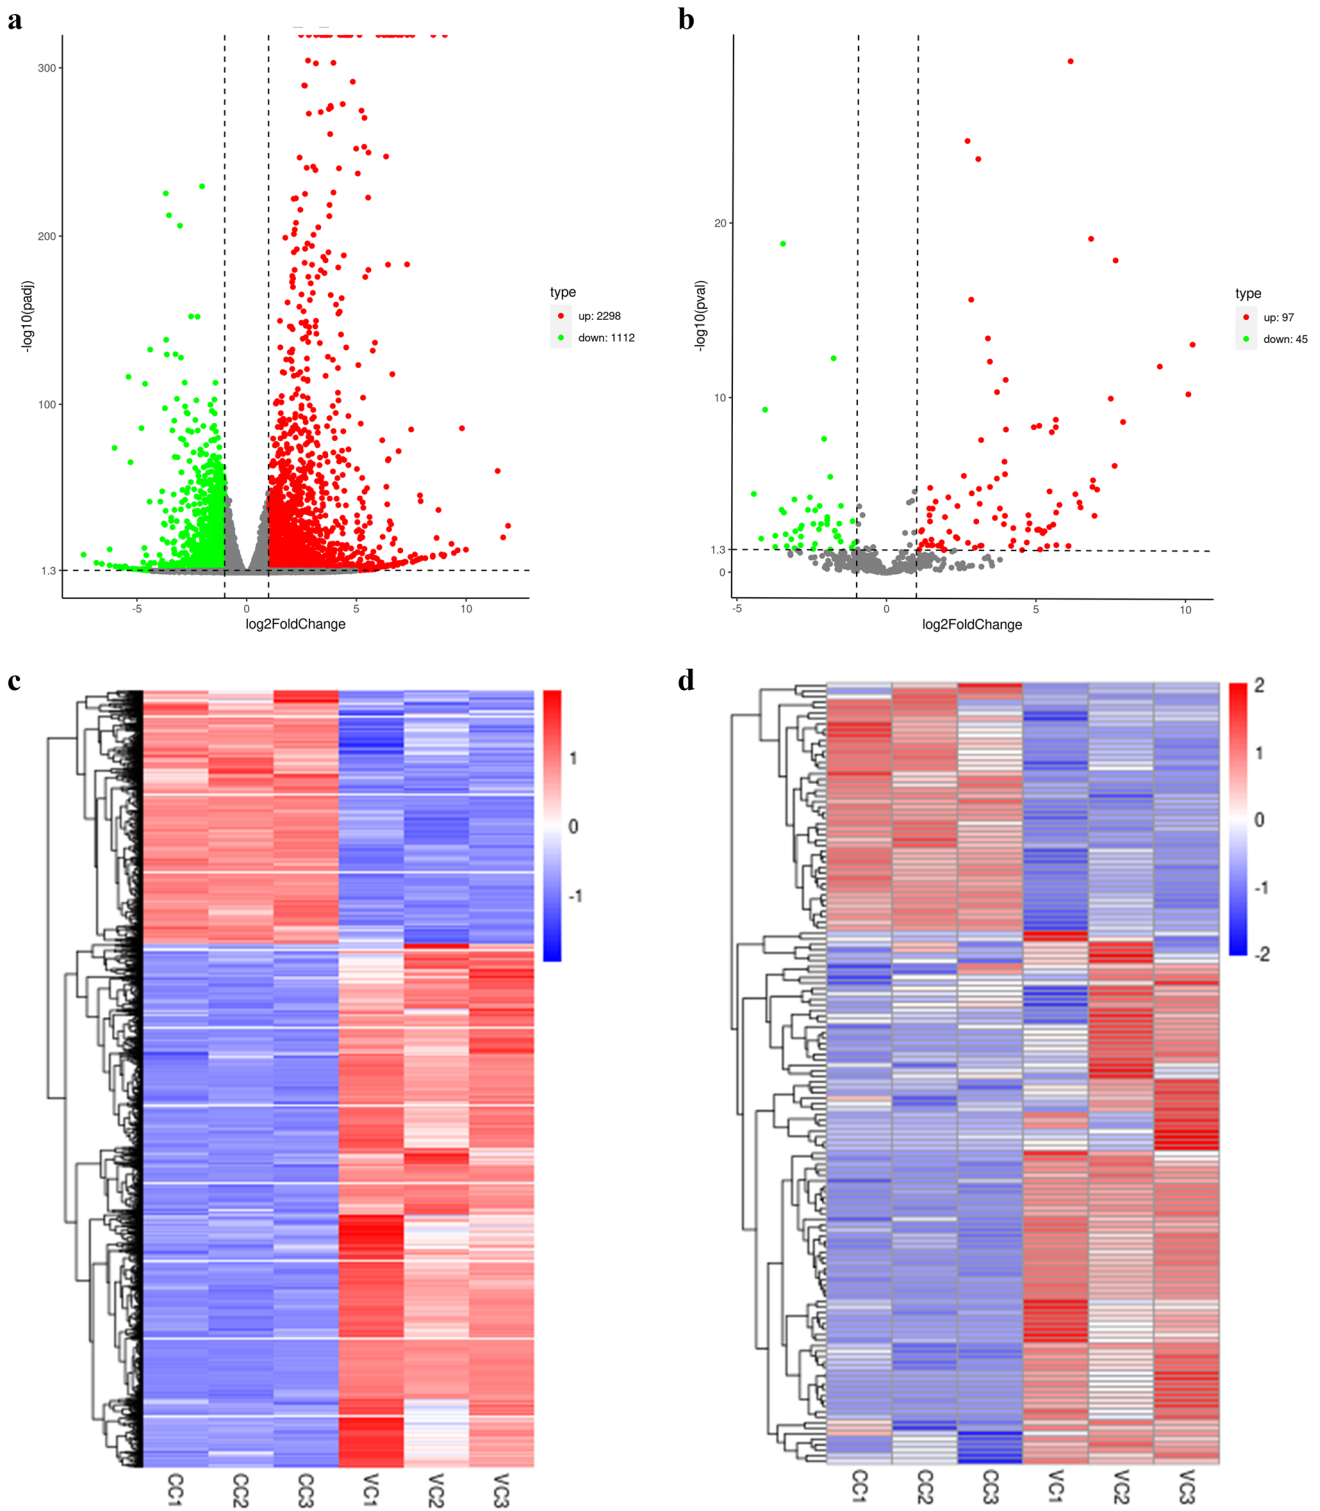 a
300
200
100
1.3
-log10(padj)
-5
0
5
10
log2FoldChange
type
up: 2298
down: 1112
b
20
10
1.3
0
-log10(pval)
-5
0
5
10
log2FoldChange
type
up: 97
down: 45
c
1
0
-1
CC1
CC2
CC3
VC1
VC2
VC3
d
2
1
0
-1
-2
CC1
CC2
CC3
VC1
VC2
VC3